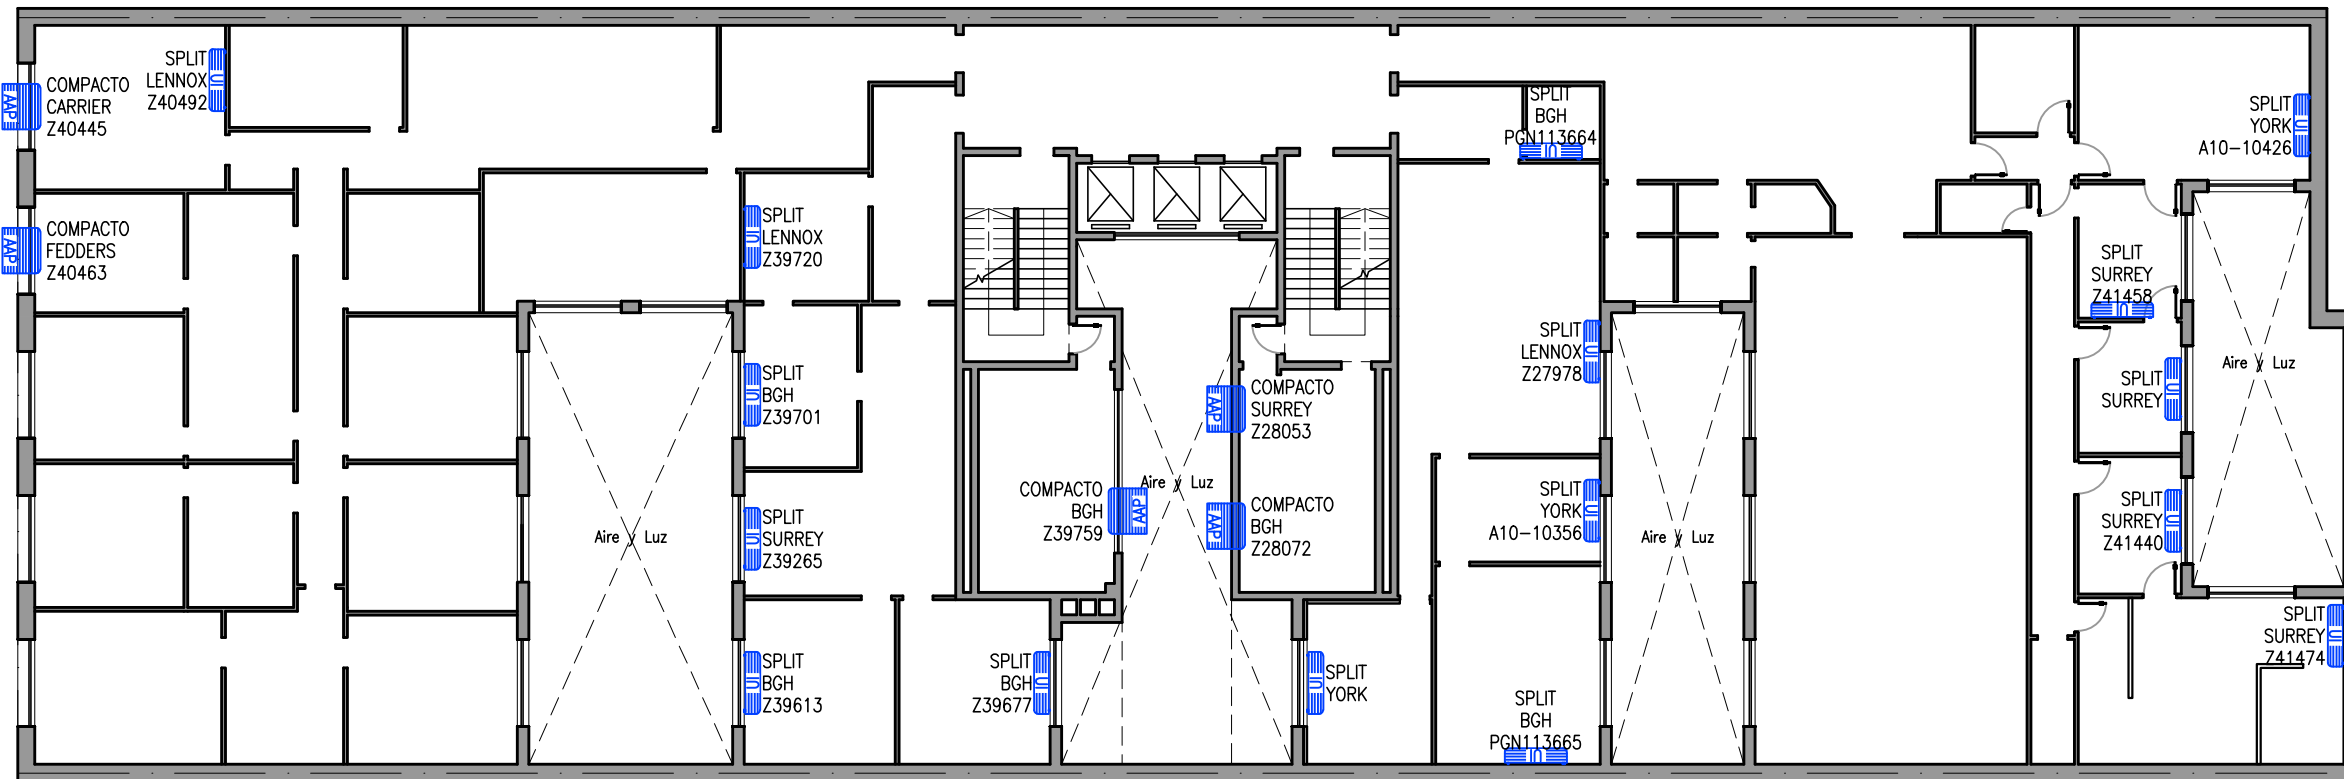 SPLIT
LENNOX
Z40492
UI
AAP
COMPACTO
CARRIER
Z40445
AAP
COMPACTO
FEDDERS
Z40463
UI
SPLIT
LENNOX
Z39720
UI
SPLIT
BGH
Z39701
UI
SPLIT
SURREY
Z39265
UI
SPLIT
BGH
Z39613
Aire y Luz
SPLIT
BGH
Z39677
UI
COMPACTO
BGH
Z39759
AAP
Aire y Luz
AAP
COMPACTO
SURREY
Z28053
AAP
COMPACTO
BGH
Z28072
UI
SPLIT
YORK
SPLIT
BGH
PGN113664
UI
SPLIT
LENNOX
Z27978
UI
SPLIT
YORK
A10-10356
UI
SPLIT
BGH
PGN113665
UI
Aire y Luz
SPLIT
YORK
A10-10426
UI
SPLIT
SURREY
Z41458
UI
SPLIT
SURREY
UI
Aire y Luz
SPLIT
SURREY
Z41440
UI
SPLIT
SURREY
Z41474
UI